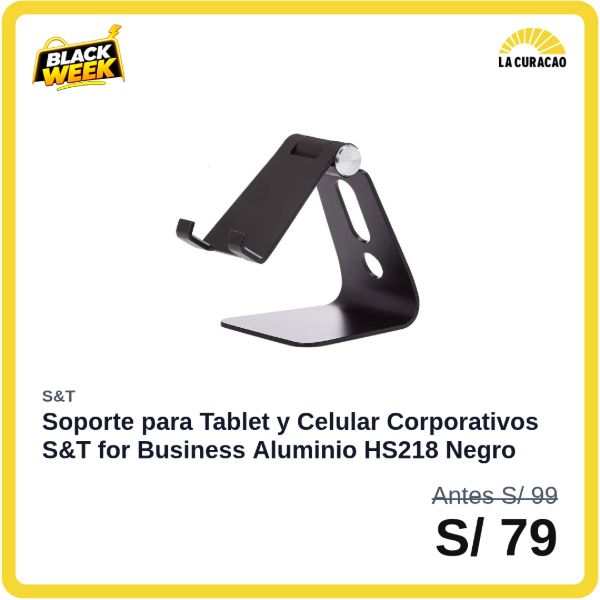 BLACK
WEEK
LA CURACAO
S&T
Soporte para Tablet y Celular Corporativos
S&T for Business Aluminio HS218 Negro
Antes S/ 99
S/ 79